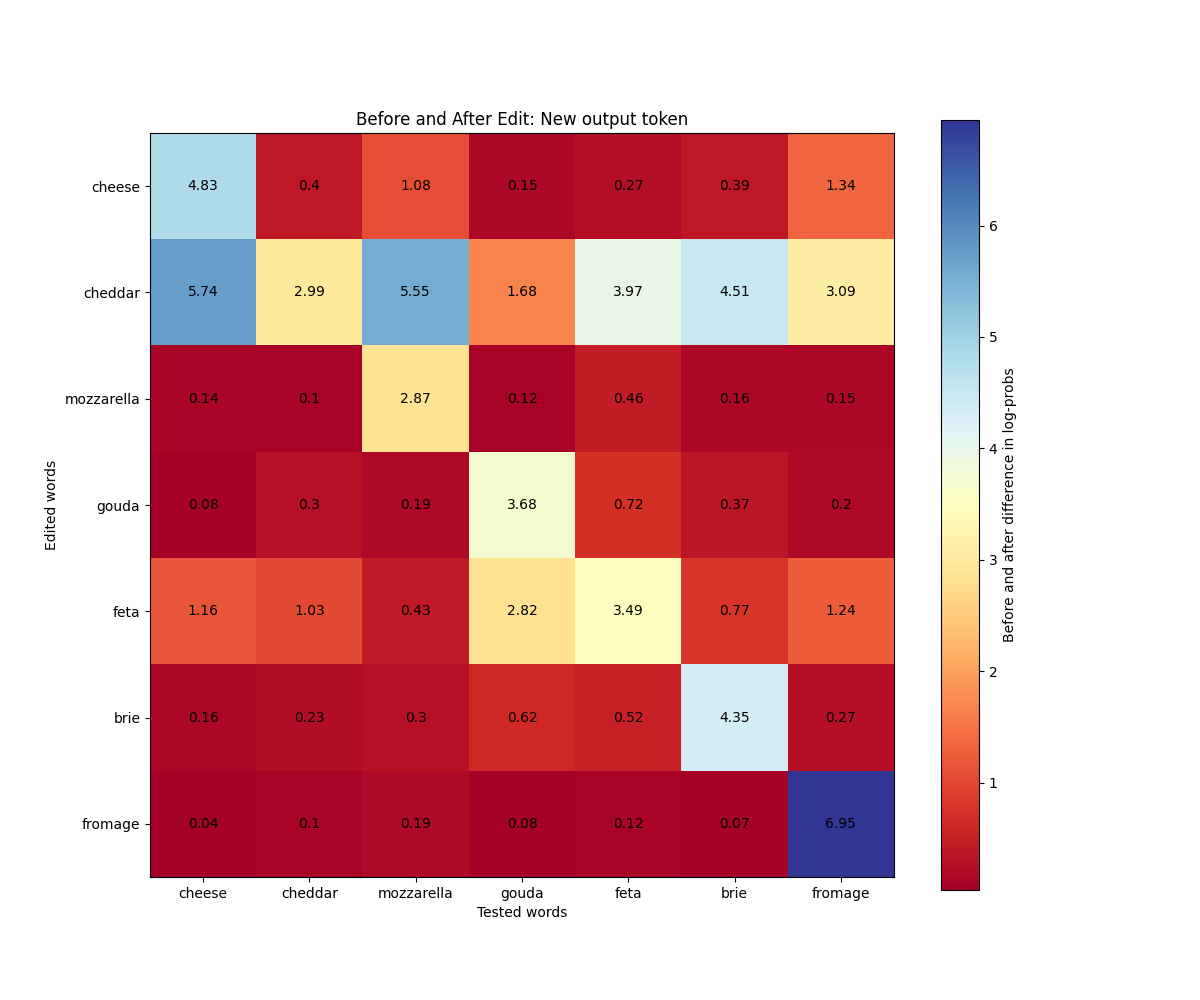 Before and After Edit: New output token
cheese 4.83 0.4 1.08 0.15 0.27 0.39 1.34
cheddar 5.74 2.99 5.55 1.68 3.97 4.51 3.09
mozzarella 0.14 0.1 2.87 0.12 0.46 0.16 0.15
gouda 0.08 0.3 0.19 3.68 0.72 0.37 0.2
feta 1.16 1.03 0.43 2.82 3.49 0.77 1.24
brie 0.16 0.23 0.3 0.62 0.52 4.35 0.27
fromage 0.04 0.1 0.19 0.08 0.12 0.07 6.95
cheese cheddar mozzarella gouda feta brie fromage
Tested words
Edited words
6
5
4
3
2
1
Before and after difference in log-probs